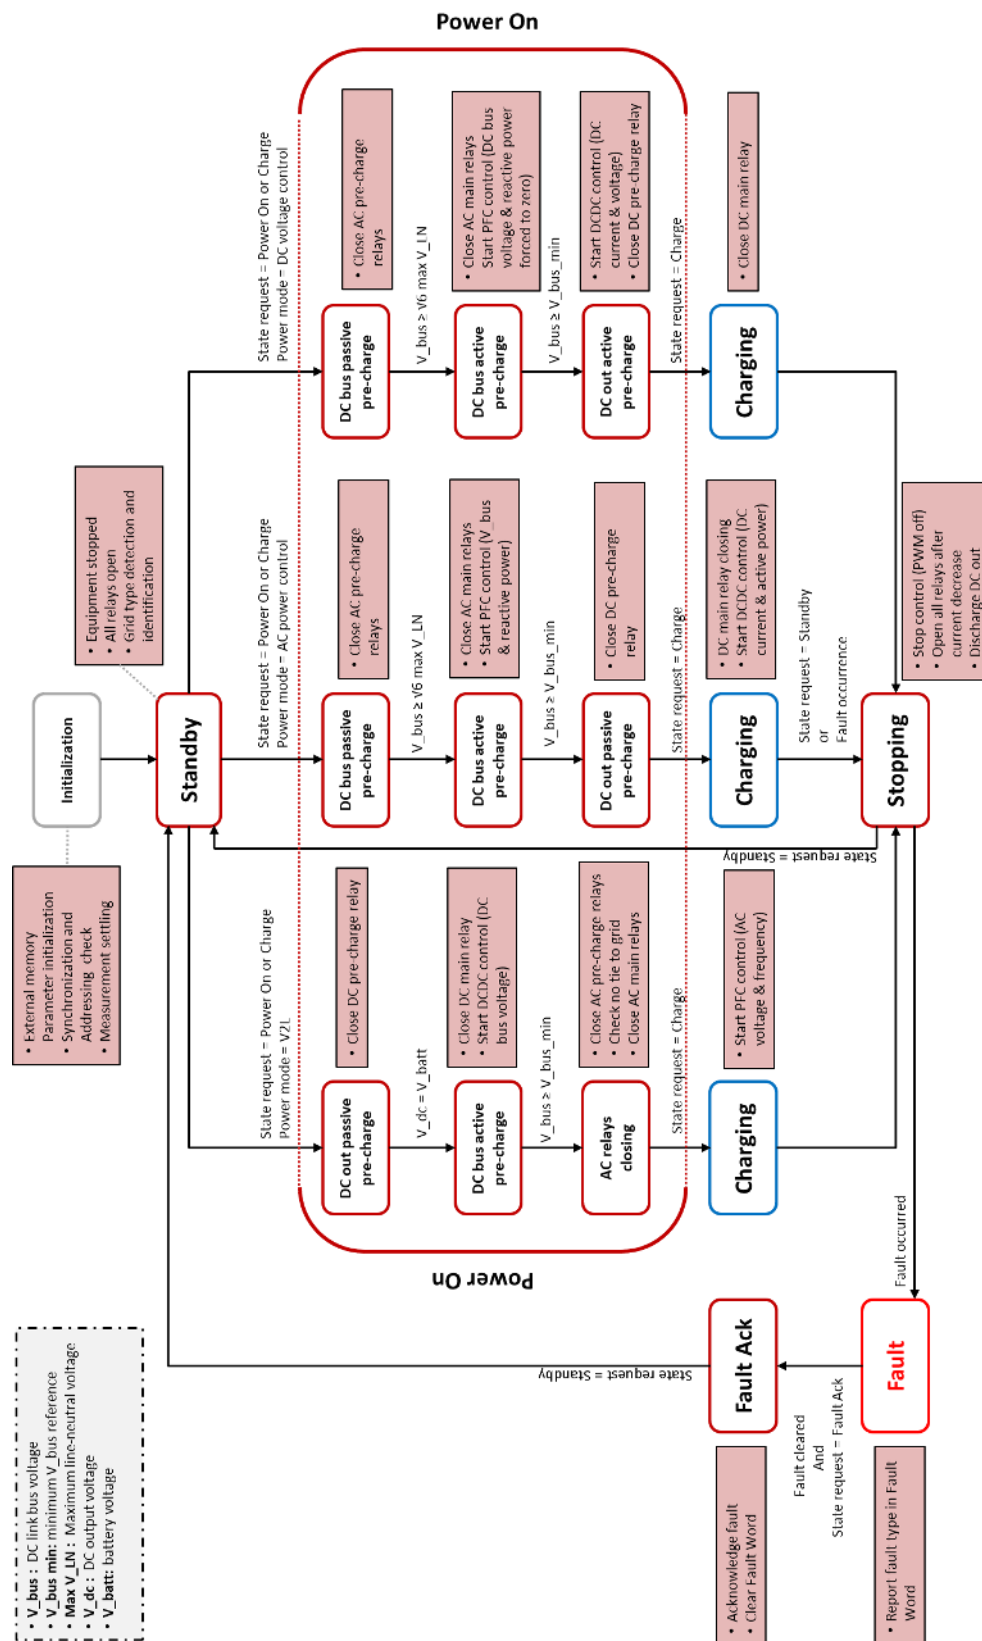 Power On
• V_bus : DC link bus voltage
• V_bus min: minimum V_bus reference
• Max V_LN : Maximum line-neutral voltage
• V_dc : DC output voltage
• V_batt: battery voltage
• External memory
Parameter initialization
• Synchronization and
Addressing check
• Measurement settling
Initialization
• Equipment stopped
• All relays open
• Grid type detection and
identification
Standby
State request = Power On or Charge
Power mode = V2L
State request = Power On or Charge
Power mode = AC power control
State request = Power On or Charge
Power mode = DC voltage control
DC out passive
pre-charge
• Close DC pre-charge relay
DC bus passive
pre-charge
• Close AC pre-charge
relays
DC bus passive
pre-charge
• Close AC pre-charge
relays
V_dc = V_batt
V_bus ≥ √6 max V_LN
V_bus ≥ √6 max V_LN
DC bus active
pre-charge
• Close DC main relay
• Start DCDC control (DC
bus voltage)
DC bus active
pre-charge
• Close AC main relays
• Start PFC control (V_bus
& reactive power)
DC bus active
pre-charge
• Close AC main relays
Start PFC control (DC bus
voltage & reactive power
forced to zero)
Power On
V_bus ≥ V_bus_min
V_bus ≥ V_bus_min
V_bus ≥ V_bus_min
AC relays
closing
• Close AC pre-charge relays
• Check no tie to grid
• Close AC main relays
DC out passive
pre-charge
• Close DC pre-charge
relay
DC out active
pre-charge
• Start DCDC control (DC
current & voltage)
• Close DC pre-charge relay
State request = Charge
State request = Charge
State request = Charge
Charging
• Start PFC control (AC
voltage & frequency)
Charging
• DC main relay closing
• Start DCDC control (DC
current & active power)
Charging
• Close DC main relay
State request = Standby
State request = Standby
or
Fault occurrence
State request = Standby
• Acknowledge fault
• Clear Fault Word
Fault Ack
Fault cleared
And
State request = Fault Ack
• Report fault type in Fault
Word
Fault
Fault occurred
Stopping
• Stop control (PWM off)
• Open all relays after
current decrease
• Discharge DC out